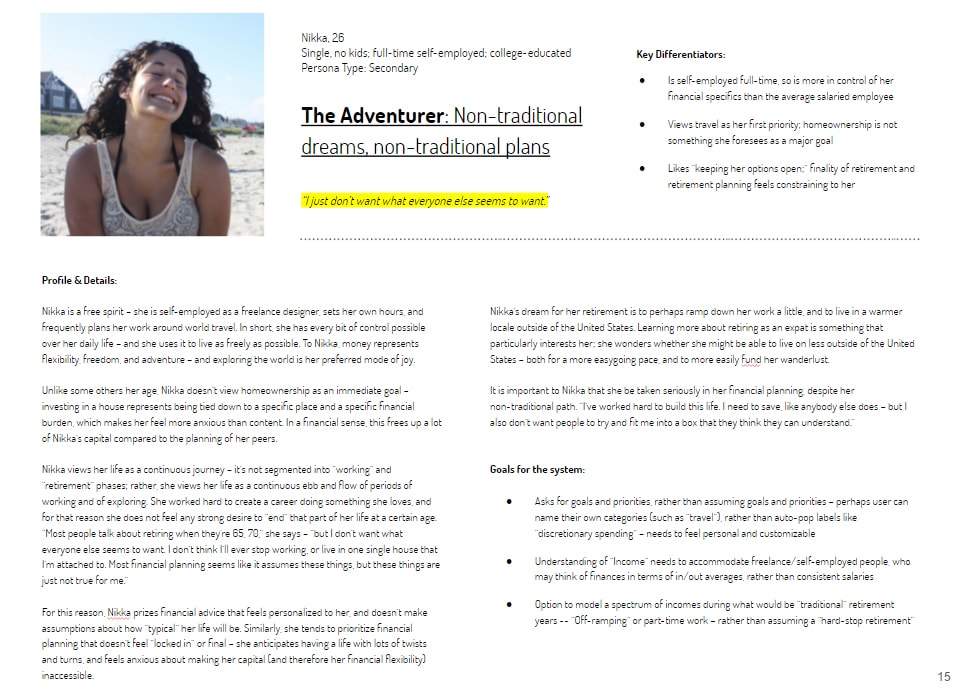 Nikka, 26
Single, no kids; full-time self-employed; college-educated
Persona Type: Secondary
The Adventurer: Non-traditional
dreams, non-traditional plans
"I just don't want what everyone else seems to want."
Key Differentiators:
● Is self-employed full-time, so is more in control of her
financial specifics than the average salaried employee
● Views travel as her first priority; homeownership is not
something she foresees as a major goal
● Likes "keeping her options open;" finality of retirement and
retirement planning feels constraining to her
Profile & Details:
Nikka is a free spirit – she is self-employed as a freelance designer, sets her own hours, and
frequently plans her work around world travel. In short, she has every bit of control possible
over her daily life – and she uses it to live as freely as possible. To Nikka, money represents
flexibility, freedom, and adventure – and exploring the world is her preferred mode of joy.
Unlike some others her age, Nikka doesn't view homeownership as an immediate goal –
investing in a house represents being tied down to a specific place and a specific financial
burden, which makes her feel more anxious than content. In a financial sense, this frees up a lot
of Nikka's capital compared to the planning of her peers.
Nikka views her life as a continuous journey – it's not segmented into "working" and
"retirement" phases; rather, she views her life as a continuous ebb and flow of periods of
working and of exploring. She worked hard to create a career doing something she loves, and
for that reason she does not feel any strong desire to "end" that part of her life at a certain age.
"Most people talk about retiring when they're 65, 70," she says – "but I don't want what
everyone else seems to want. I don't think I'll ever stop working, or live in one single house that
I'm attached to. Most financial planning seems like it assumes these things, but these things are
just not true for me."
For this reason, Nikka prizes financial advice that feels personalized to her, and doesn't make
assumptions about how "typical" her life will be. Similarly, she tends to prioritize financial
planning that doesn't feel "locked in" or final – she anticipates having a life with lots of twists
and turns, and feels anxious about making her capital (and therefore her financial flexibility)
inaccessible.
Nikka's dream for her retirement is to perhaps ramp down her work a little, and to live in a warmer
locale outside of the United States. Learning more about retiring as an expat is something that
particularly interests her; she wonders whether she might be able to live on less outside of the United
States – both for a more easygoing pace, and to more easily fund her wanderlust.
It is important to Nikka that she be taken seriously in her financial planning, despite her
non-traditional path. "I've worked hard to build this life. I need to save, like anybody else does – but I
also don't want people to try and fit me into a box that they think they can understand."
Goals for the system:
● Asks for goals and priorities, rather than assuming goals and priorities – perhaps user can
name their own categories (such as "travel"), rather than auto-pop labels like
"discretionary spending" – needs to feel personal and customizable
● Understanding of "Income" needs to accommodate freelance/self-employed people, who
may think of finances in terms of in/out averages, rather than consistent salaries
● Option to model a spectrum of incomes during what would be "traditional" retirement
years -- "Off-ramping" or part-time work – rather than assuming a "hard-stop retirement"
15